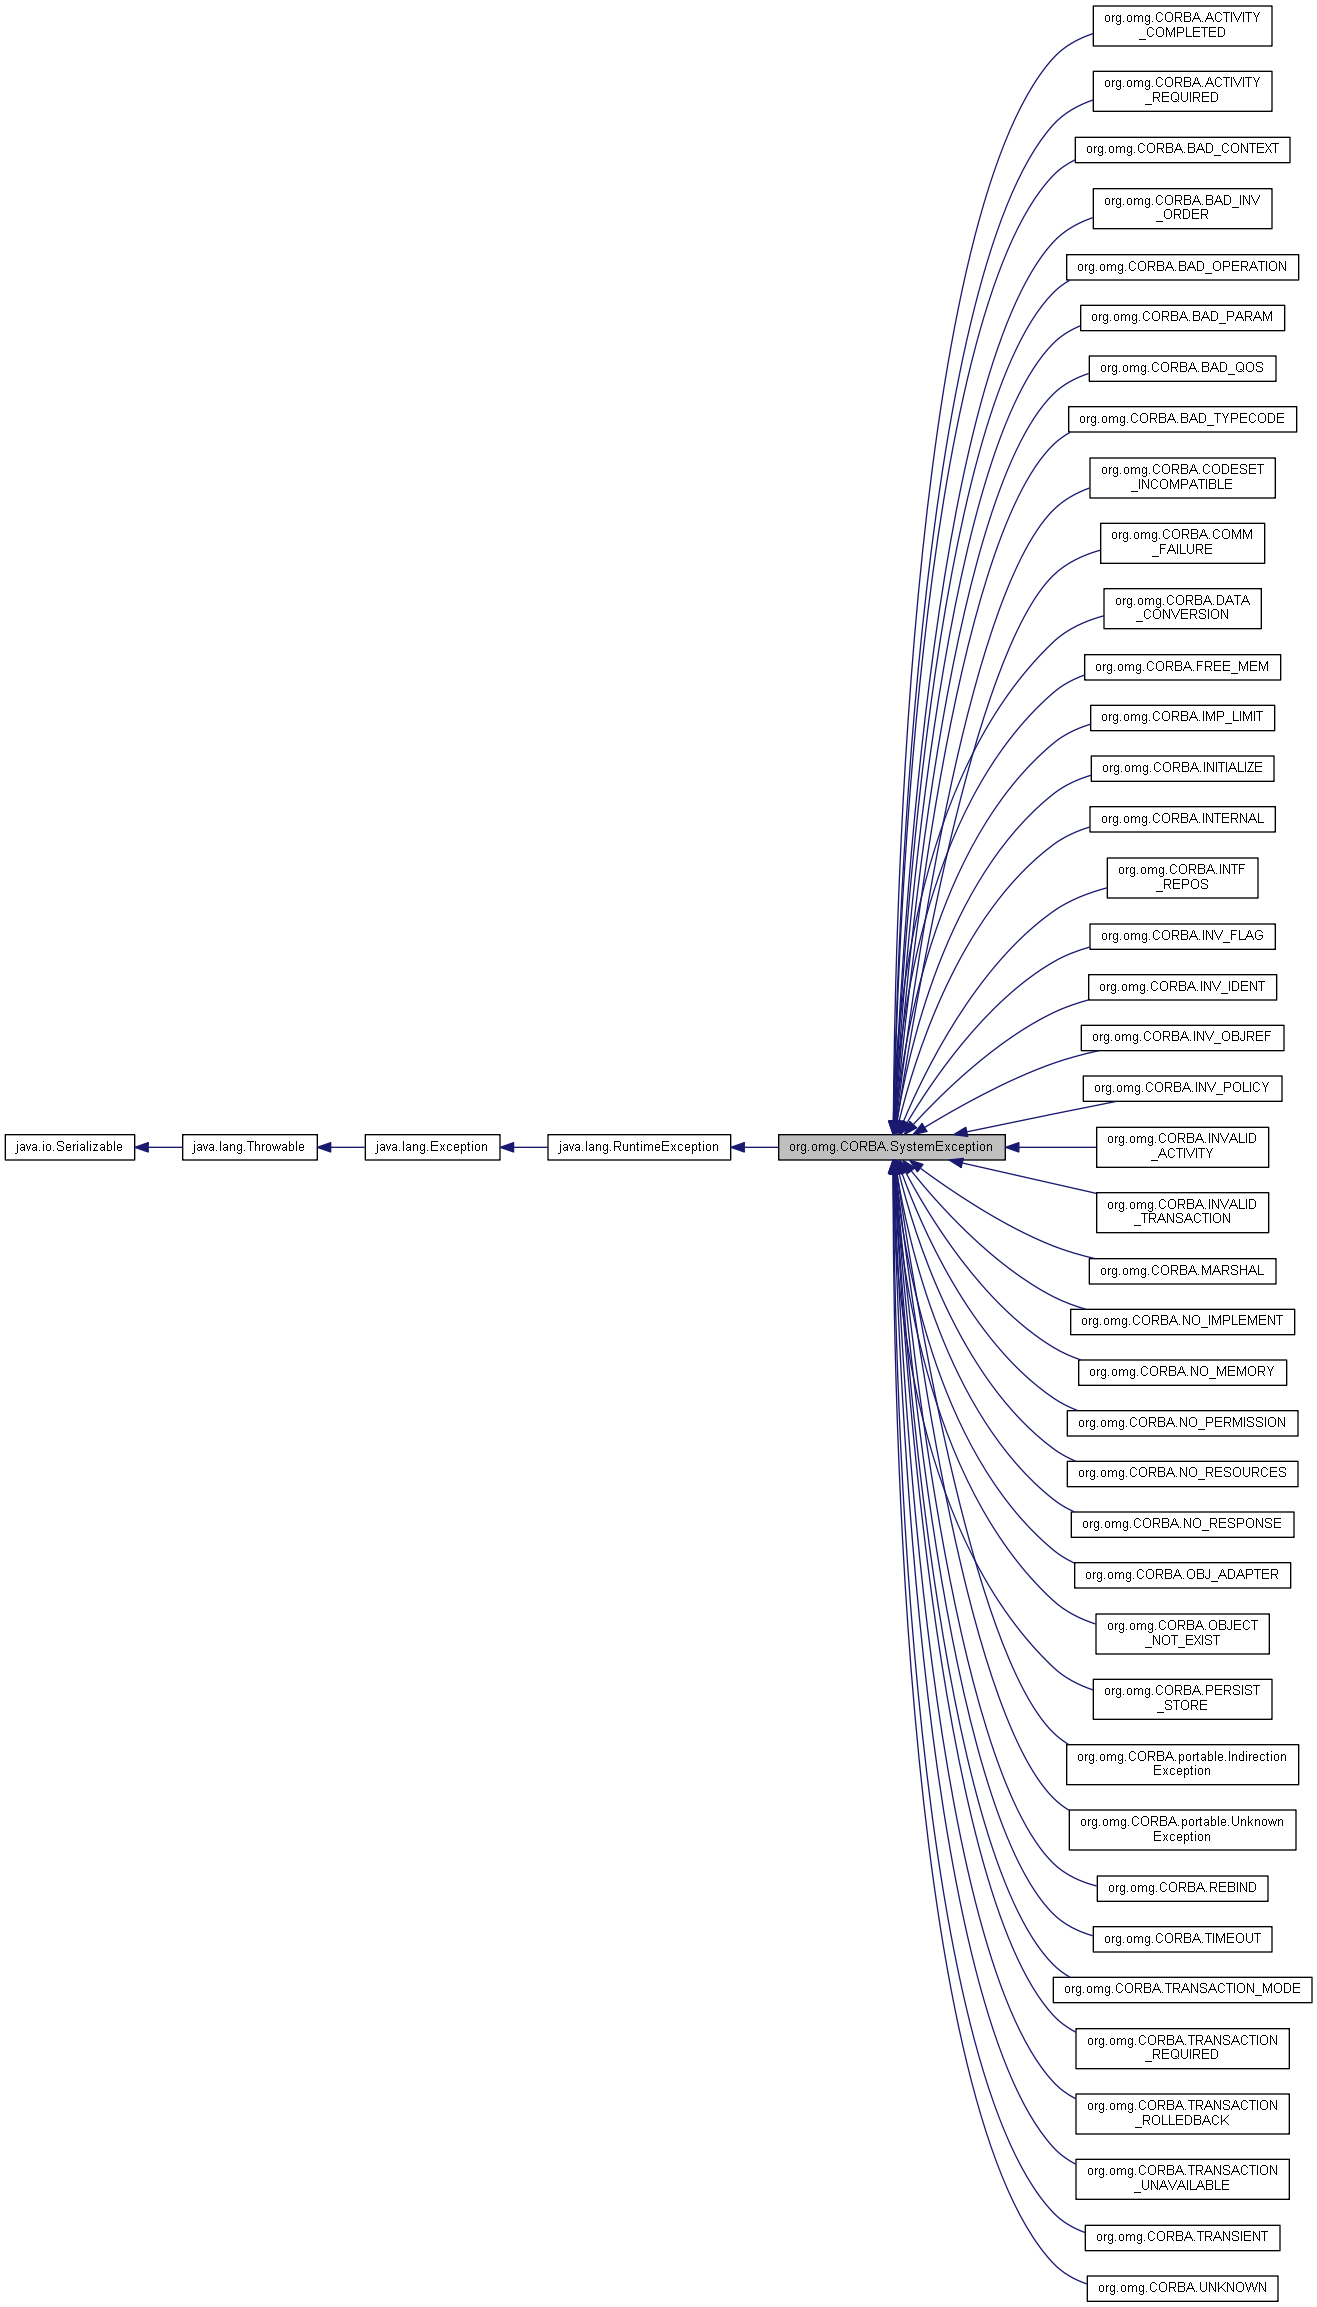 org.omg.CORBA.ACTIVITY
_COMPLETED
org.omg.CORBA.ACTIVITY
_REQUIRED
org.omg.CORBA.BAD_CONTEXT
org.omg.CORBA.BAD_INV
_ORDER
org.omg.CORBA.BAD_OPERATION
org.omg.CORBA.BAD_PARAM
org.omg.CORBA.BAD_QOS
org.omg.CORBA.BAD_TYPECODE
org.omg.CORBA.CODESET
_INCOMPATIBLE
org.omg.CORBA.COMM
_FAILURE
org.omg.CORBA.DATA
_CONVERSION
org.omg.CORBA.FREE_MEM
org.omg.CORBA.IMP_LIMIT
org.omg.CORBA.INITIALIZE
org.omg.CORBA.INTERNAL
org.omg.CORBA.INTF
_REPOS
org.omg.CORBA.INV_FLAG
org.omg.CORBA.INV_IDENT
org.omg.CORBA.INV_OBJREF
org.omg.CORBA.INV_POLICY
java.io.Serializable
java.lang.Throwable
java.lang.Exception
java.lang.RuntimeException
org.omg.CORBA.SystemException
org.omg.CORBA.INVALID
_ACTIVITY
org.omg.CORBA.INVALID
_TRANSACTION
org.omg.CORBA.MARSHAL
org.omg.CORBA.NO_IMPLEMENT
org.omg.CORBA.NO_MEMORY
org.omg.CORBA.NO_PERMISSION
org.omg.CORBA.NO_RESOURCES
org.omg.CORBA.NO_RESPONSE
org.omg.CORBA.OBJ_ADAPTER
org.omg.CORBA.OBJECT
_NOT_EXIST
org.omg.CORBA.PERSIST
_STORE
org.omg.CORBA.portable.Indirection
Exception
org.omg.CORBA.portable.Unknown
Exception
org.omg.CORBA.REBIND
org.omg.CORBA.TIMEOUT
org.omg.CORBA.TRANSACTION_MODE
org.omg.CORBA.TRANSACTION
_REQUIRED
org.omg.CORBA.TRANSACTION
_ROLLEDBACK
org.omg.CORBA.TRANSACTION
_UNAVAILABLE
org.omg.CORBA.TRANSIENT
org.omg.CORBA.UNKNOWN